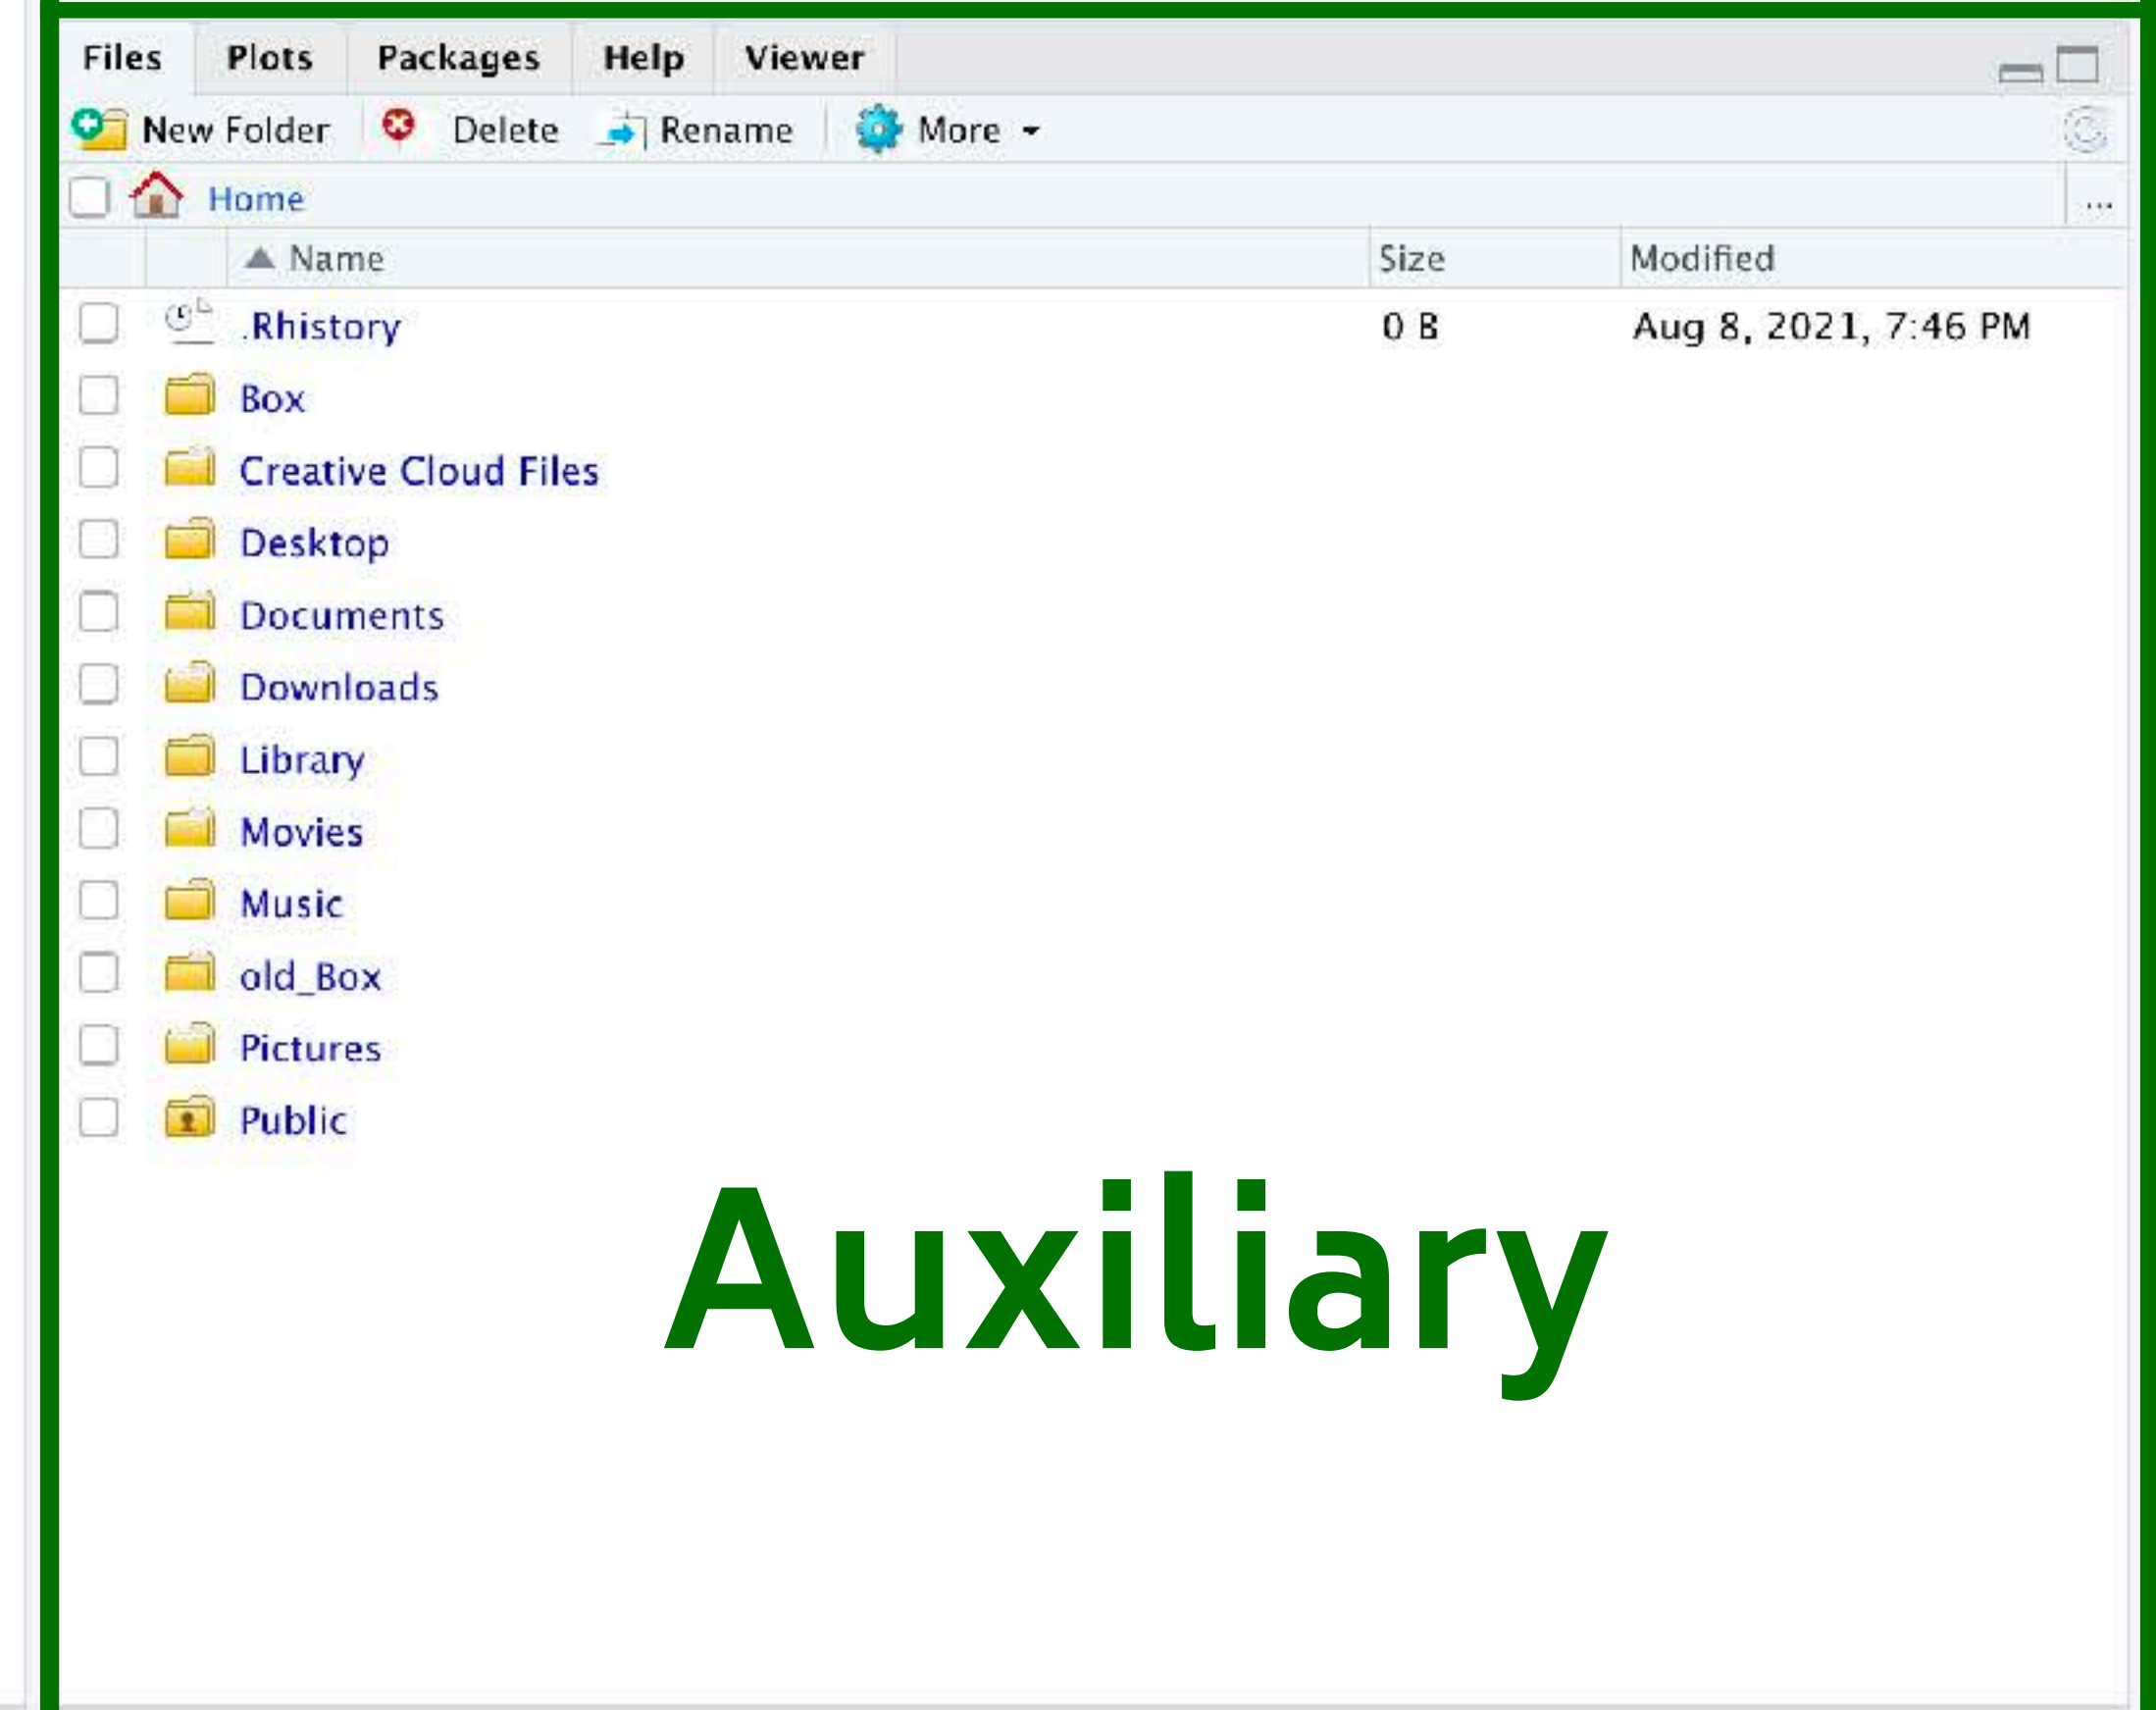 Files Plots Packages Help Viewer
New Folder Delete Rename More
Home ...
Name Size Modified
.Rhistory 0 B Aug 8, 2021, 7:46 PM
Box
Creative Cloud Files
Desktop
Documents
Downloads
Library
Movies
Music
old_Box
Pictures
Public
Auxiliary